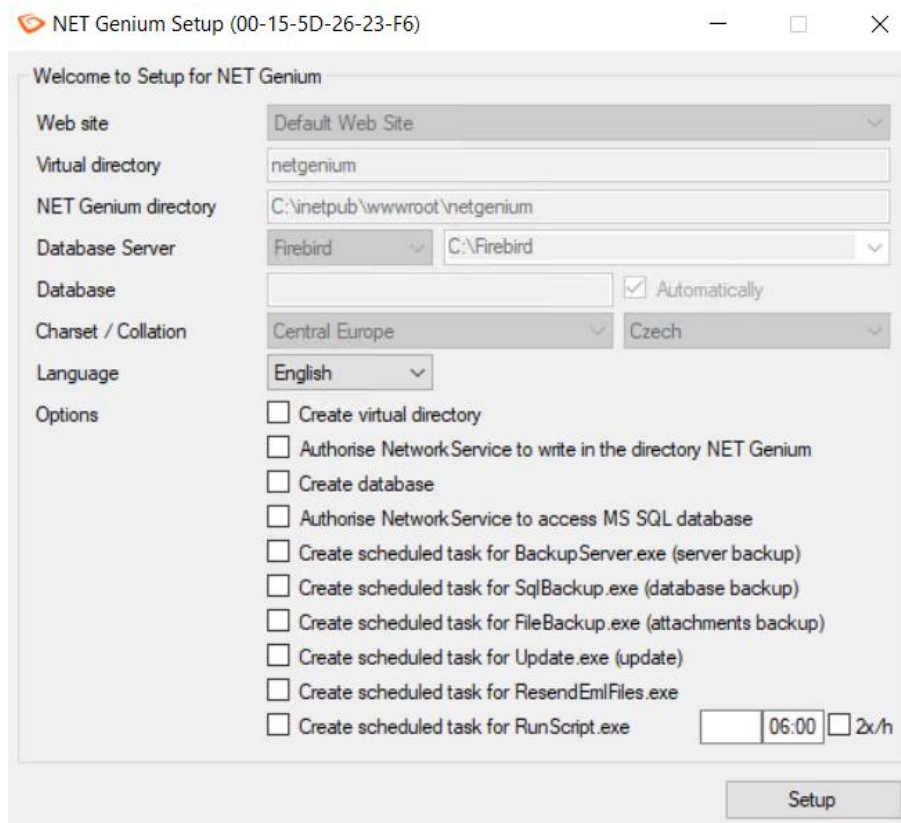 NET Genium Setup (00-15-5D-26-23-F6)
Welcome to Setup for NET Genium
Web site Default Web Site
Virtual directory netgenium
NET Genium directory C:\inetpub\wwwroot\netgenium
Database Server Firebird C:\Firebird
Database Automatically
Charset / Collation Central Europe Czech
Language English
Options Create virtual directory
Authorise NetworkService to write in the directory NET Genium
Create database
Authorise NetworkService to access MS SQL database
Create scheduled task for BackupServer.exe (server backup)
Create scheduled task for SqlBackup.exe (database backup)
Create scheduled task for FileBackup.exe (attachments backup)
Create scheduled task for Update.exe (update)
Create scheduled task for ResendEmlFiles.exe
Create scheduled task for RunScript.exe 06:00 2x/h
Setup